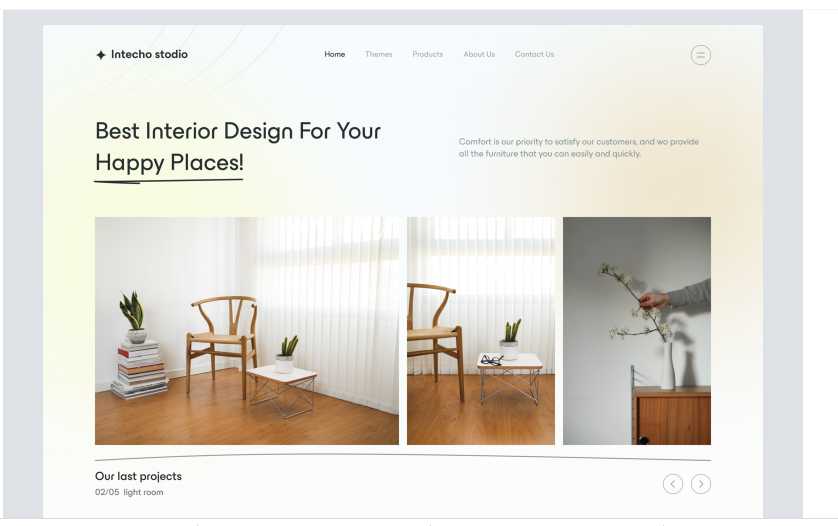 Intecho stodio
Home Themes Products About Us Contact Us
Best Interior Design For Your
Happy Places!
Comfort is our priority to satisfy our customers, and wo provide
all the furniture that you can easily and quickly.
Our last projects
02/05 light room